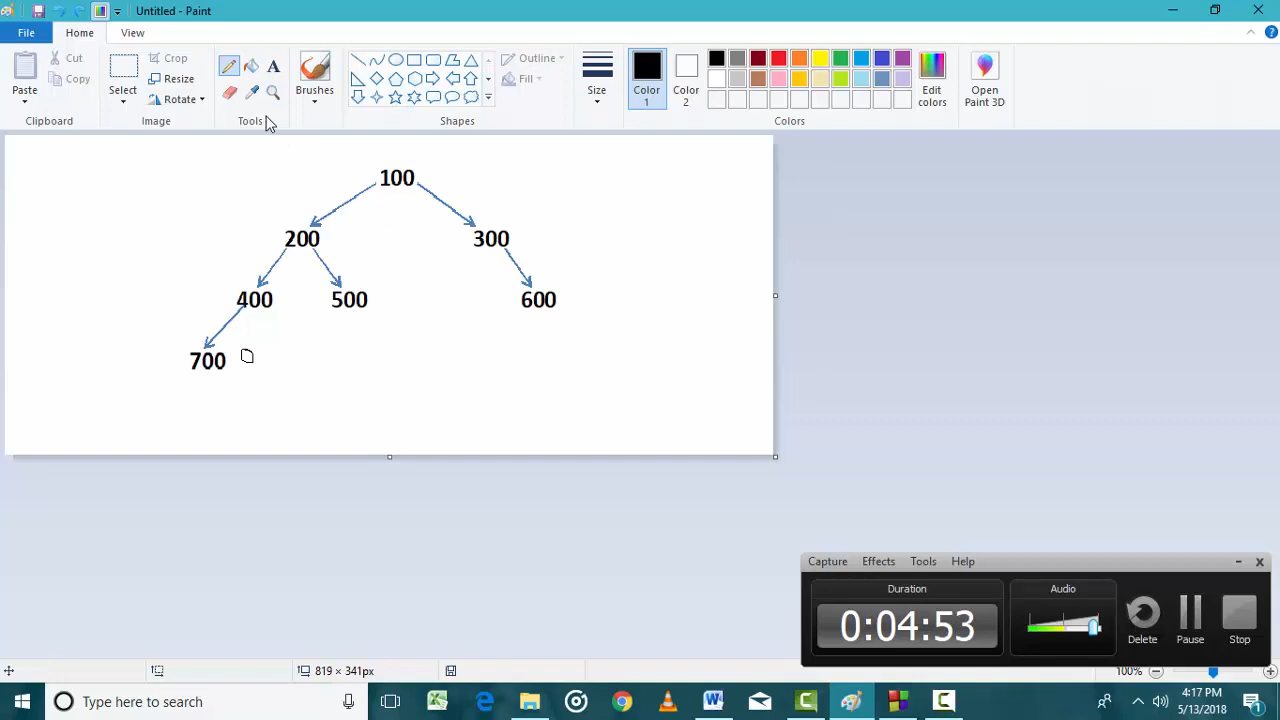 Untitled - Paint
File Home View
Paste Cut Copy Clipboard
Select Crop Resize Rotate Image
A Tools
Brushes
Outline Fill Shapes
Size
Color 1 Color 2 Edit colors Colors
Open Paint 3D
100
200 300
400 500 600
700
Capture Effects Tools Help
Duration Audio
0:04:53
Delete Pause Stop
819 × 341px 100%
Type here to search
4:17 PM
5/13/2018
1